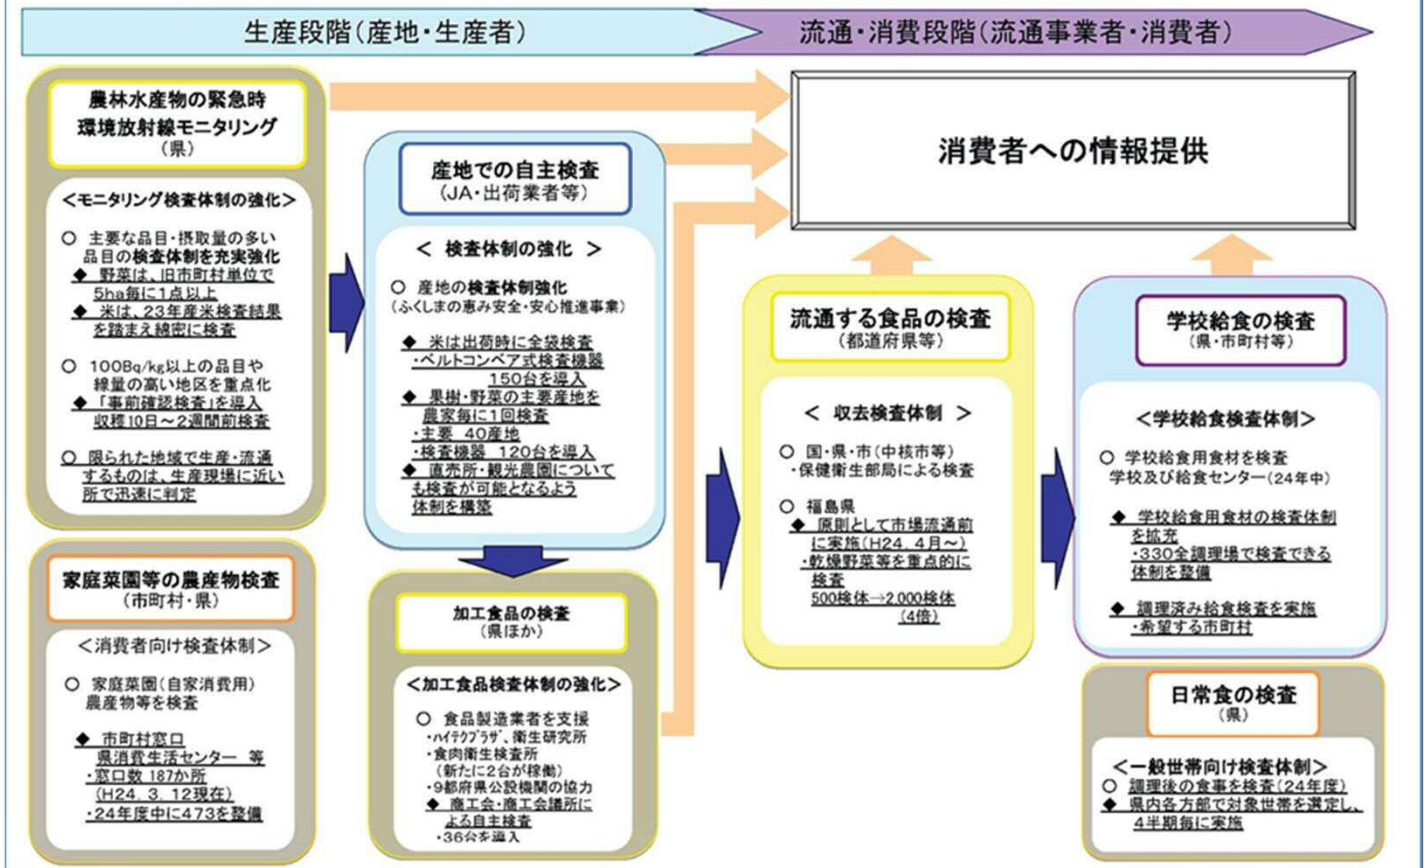 生産段階(産地・生産者)
流通・消費段階(流通事業者・消費者)
農林水産物の緊急時
環境放射線モニタリング
(県)
<モニタリング検査体制の強化>
○ 主要な品目・摂取量の多い
品目の検査体制を充実強化
◆ 野菜は、旧市町村単位で
5ha毎に1点以上
◆ 米は、23年産米検査結果
を踏まえ綿密に検査
○ 100Bq/kg以上の品目や
線量の高い地区を重点化
◆ 「事前確認検査」を導入
収穫10日～2週間前検査
○ 限られた地域で生産・流通
するものは、生産現場に近い
所で迅速に判定
家庭菜園等の農産物検査
(市町村・県)
<消費者向け検査体制>
○ 家庭菜園(自家消費用)
農産物等を検査
◆ 市町村窓口
県消費生活センター 等
・窓口数 187か所
(H24. 3. 12現在)
・24年度中に473を整備
産地での自主検査
(JA・出荷業者等)
< 検査体制の強化 >
○ 産地の検査体制強化
(ふくしまの恵み安全・安心推進事業)
◆ 米は出荷時に全袋検査
・ベルトコンベア式検査機器
150台を導入
◆ 果樹・野菜の主要産地を
農家毎に1回検査
・主要 40産地
・検査機器 120台を導入
◆ 直売所・観光農園について
も検査が可能となるよう
体制を構築
加工食品の検査
(県ほか)
<加工食品検査体制の強化>
○ 食品製造業者を支援
・ﾊｲﾃｸﾌﾟﾗｻﾞ、衛生研究所
・食肉衛生検査所
(新たに2台が稼働)
・9都府県公設機関の協力
◆ 商工会・商工会議所に
よる自主検査
・36台を導入
消費者への情報提供
流通する食品の検査
(都道府県等)
< 収去検査体制 >
○ 国・県・市(中核市等)
・保健衛生部局による検査
○ 福島県
◆ 原則として市場流通前
に実施(H24. 4月～)
・乾燥野菜等を重点的に
検査
500検体→2,000検体
(4倍)
学校給食の検査
(県・市町村等)
<学校給食検査体制>
○ 学校給食用食材を検査
学校及び給食センター(24年中)
◆ 学校給食用食材の検査体制
を拡充
・330全調理場で検査できる
体制を整備
◆ 調理済み給食検査を実施
・希望する市町村
日常食の検査
(県)
<一般世帯向け検査体制>
○ 調理後の食事を検査(24年度)
◆ 県内各方部で対象世帯を選定し、
4半期毎に実施